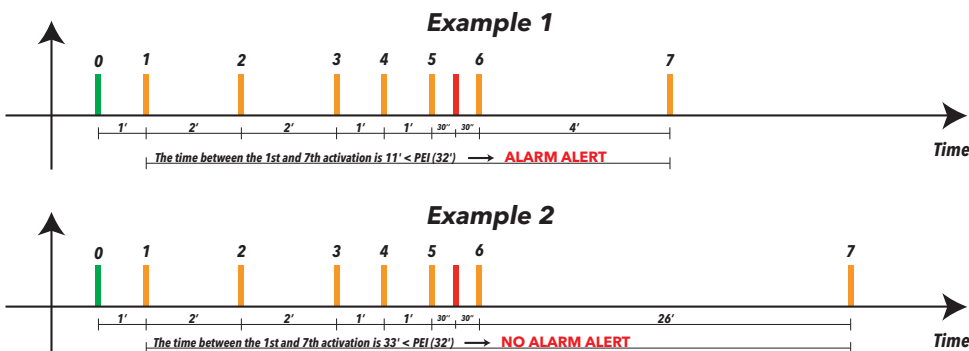 Example 1
0 1 2 3 4 5 6 7
1' 2' 2' 1' 1' 30" 30" 4'
Time
The time between the 1st and 7th activation is 11' < PEI (32') → ALARM ALERT
Example 2
0 1 2 3 4 5 6 7
1' 2' 2' 1' 1' 30" 30" 26'
Time
The time between the 1st and 7th activation is 33' < PEI (32') → NO ALARM ALERT